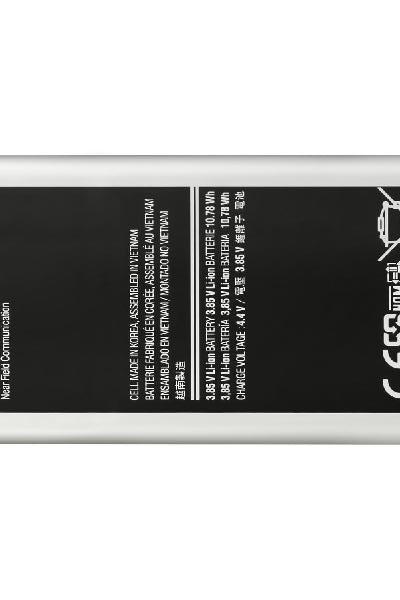 Near Field Communication
CELL MADE IN KOREA, ASSEMBLED IN VIETNAM
BATTERIE FABRIQUÉ EN CORÉE, ASSEMBLÉ AU VIETNAM
ENSAMBLADO EN VIETNAM / MONTADO NO VIETNAM
越南製造
3.85 V Li-ion BATTERY 3,85 V Li-ion BATTERIE 10.78 Wh
3,85 V Li-ion BATERÍA 3,85 V Li-ion BATERIA 10,78 Wh
CHARGE VOLTAGE : 4.4 V / 電壓 3.85 V 鋰離子 電池